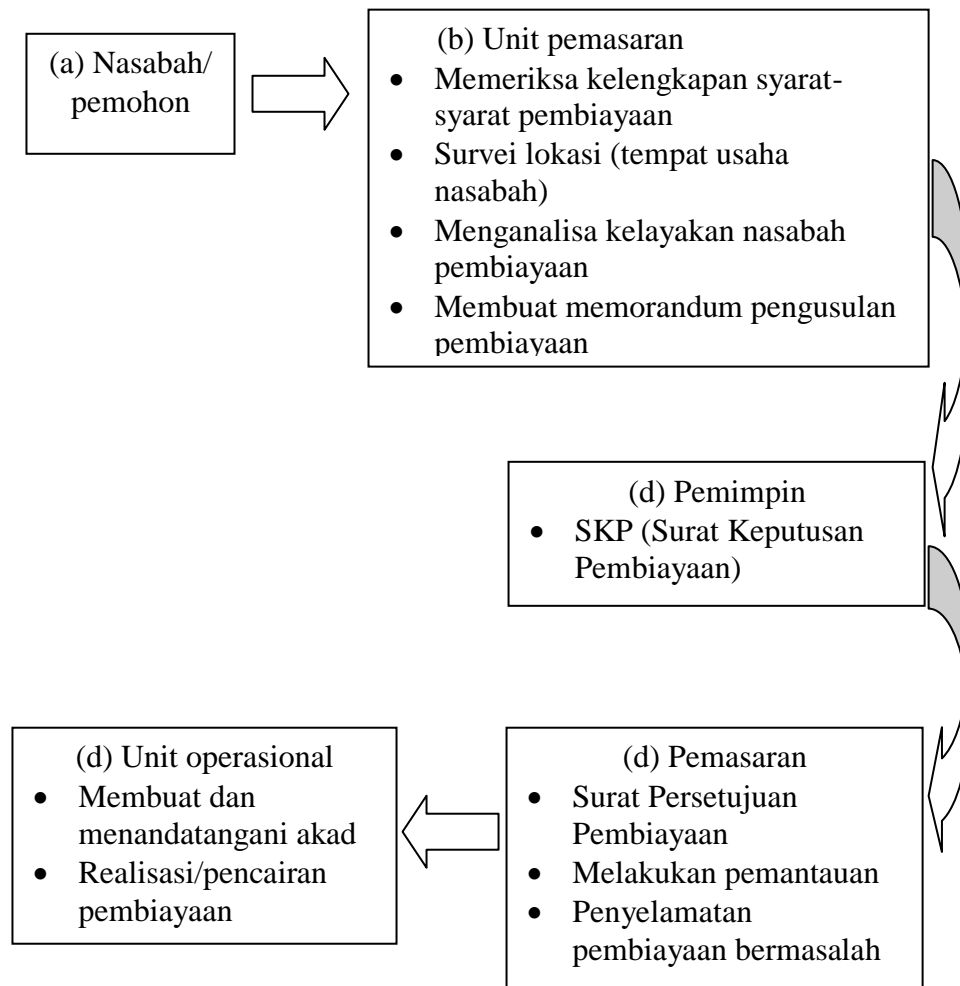 (a) Nasabah/
pemohon
(b) Unit pemasaran
• Memeriksa kelengkapan syarat-
syarat pembiayaan
• Survei lokasi (tempat usaha
nasabah)
• Menganalisa kelayakan nasabah
pembiayaan
• Membuat memorandum pengusulan
pembiayaan
(d) Pemimpin
• SKP (Surat Keputusan
Pembiayaan)
(d) Pemasaran
• Surat Persetujuan
Pembiayaan
• Melakukan pemantauan
• Penyelamatan
pembiayaan bermasalah
(d) Unit operasional
• Membuat dan
menandatangani akad
• Realisasi/pencairan
pembiayaan